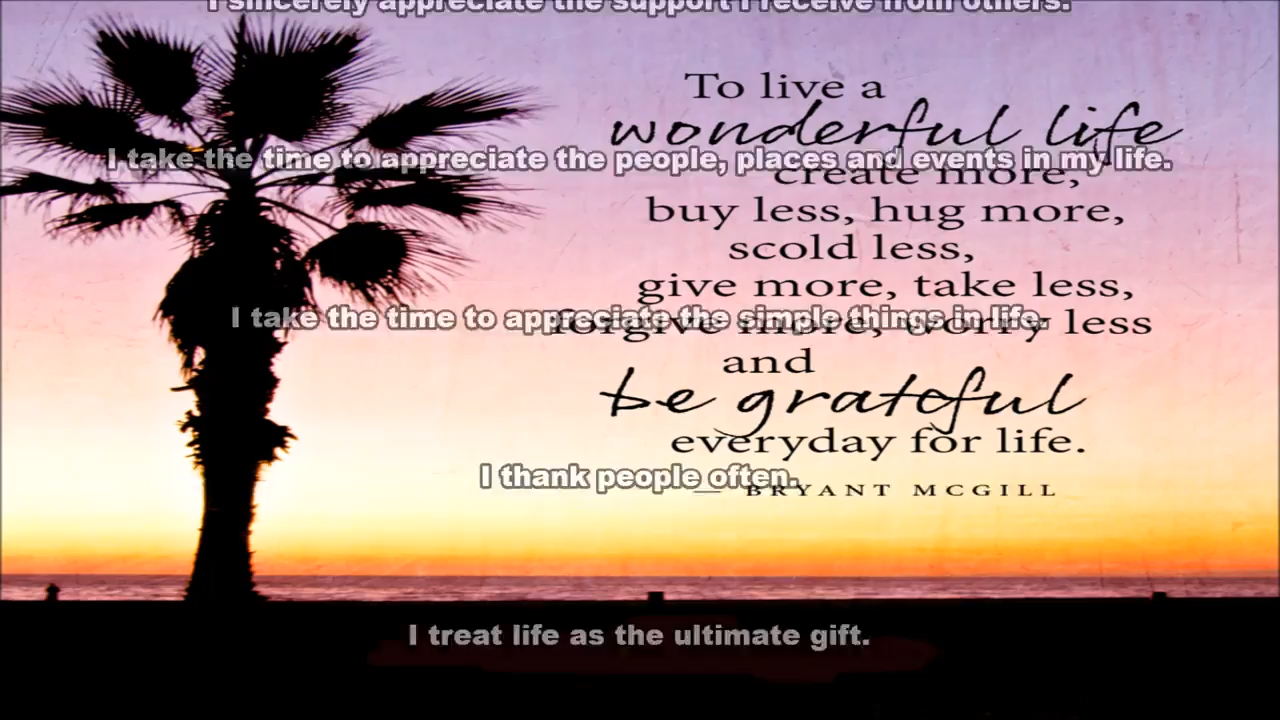 I sincerely appreciate the support I receive from others.
To live a
wonderful life
I take the time to appreciate the people, places and events in my life.
create more,
buy less, hug more,
scold less,
give more, take less,
I take the time to appreciate the simple things in life.
forgive more, worry less
and
be grateful
everyday for life.
I thank people often.
— BRYANT MCGILL
I treat life as the ultimate gift.